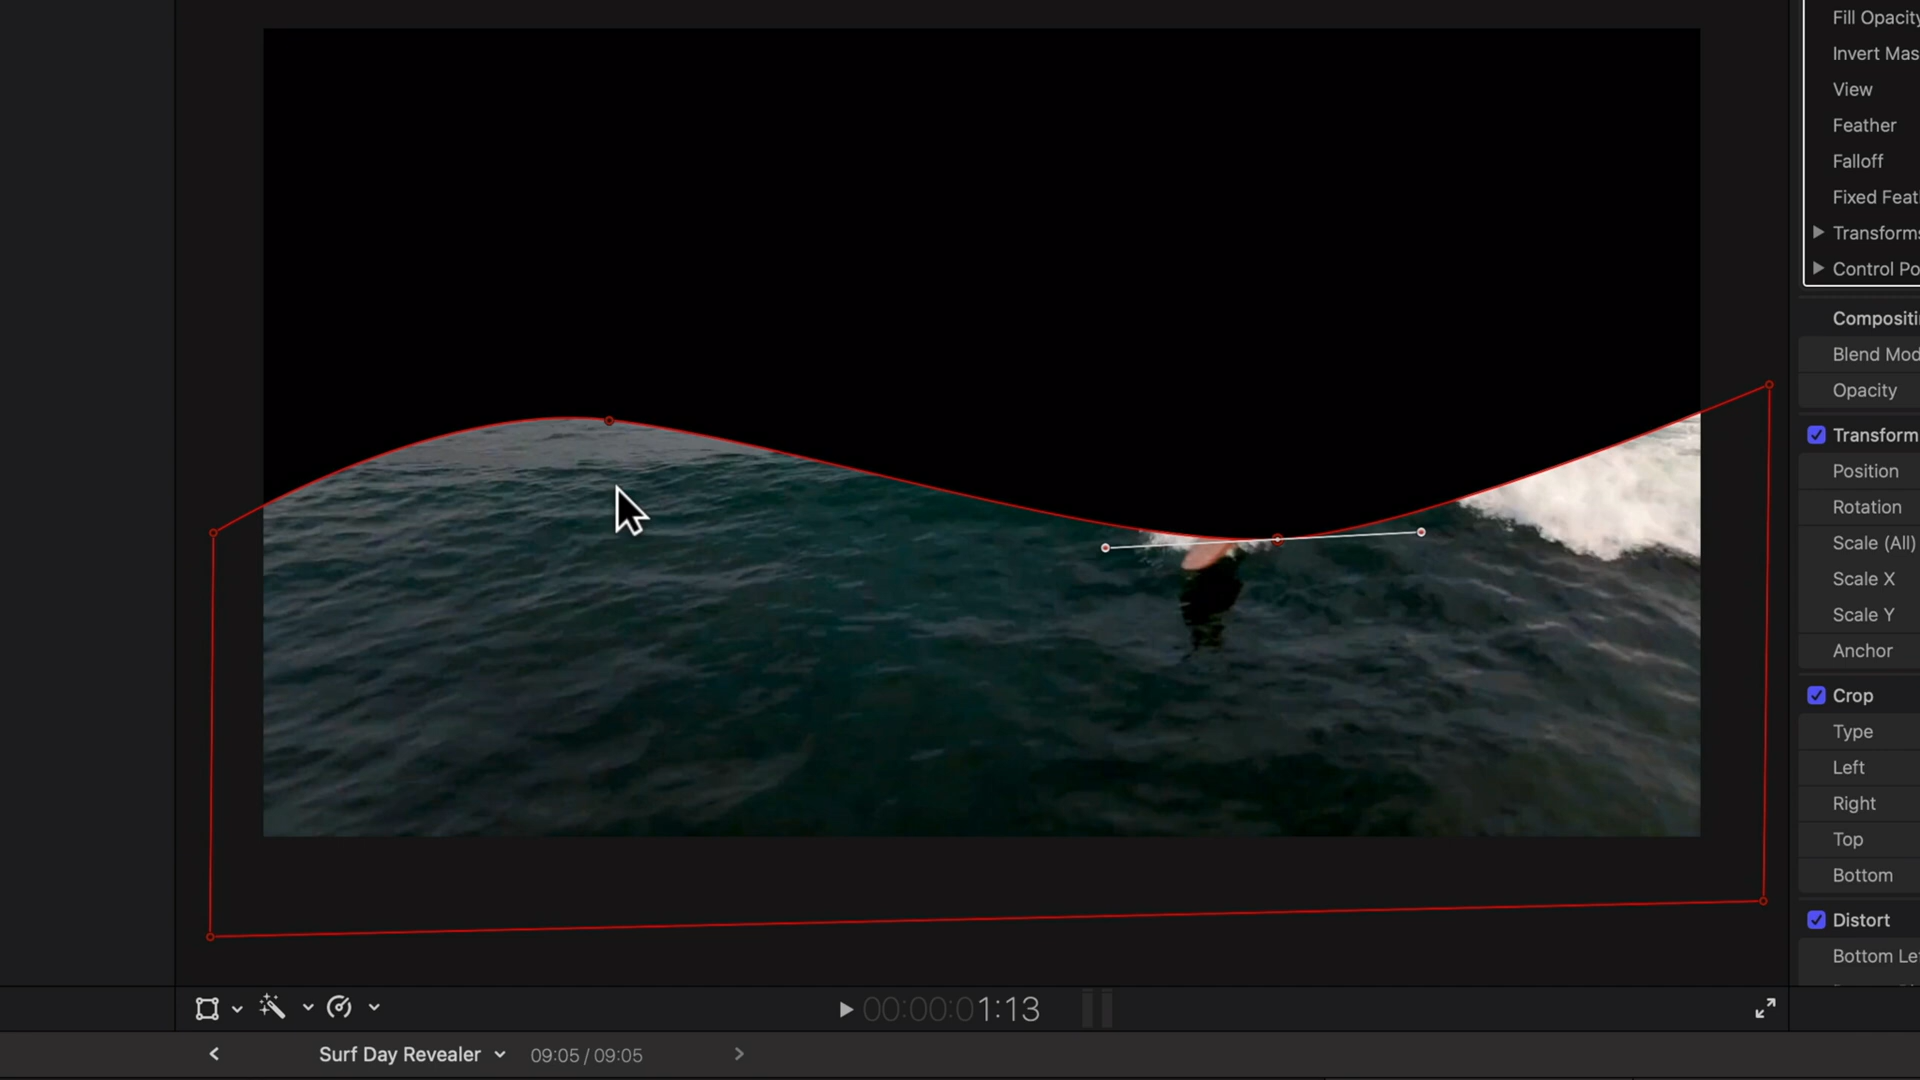 Fill Opacity
Invert Mas
View
Feather
Falloff
Fixed Feat
Transforms
Control Po
Compositi
Blend Mod
Opacity
Transform
Position
Rotation
Scale (All)
Scale X
Scale Y
Anchor
Crop
Type
Left
Right
Top
Bottom
Distort
Bottom Le
00:00:01:13
Surf Day Revealer 09:05 / 09:05